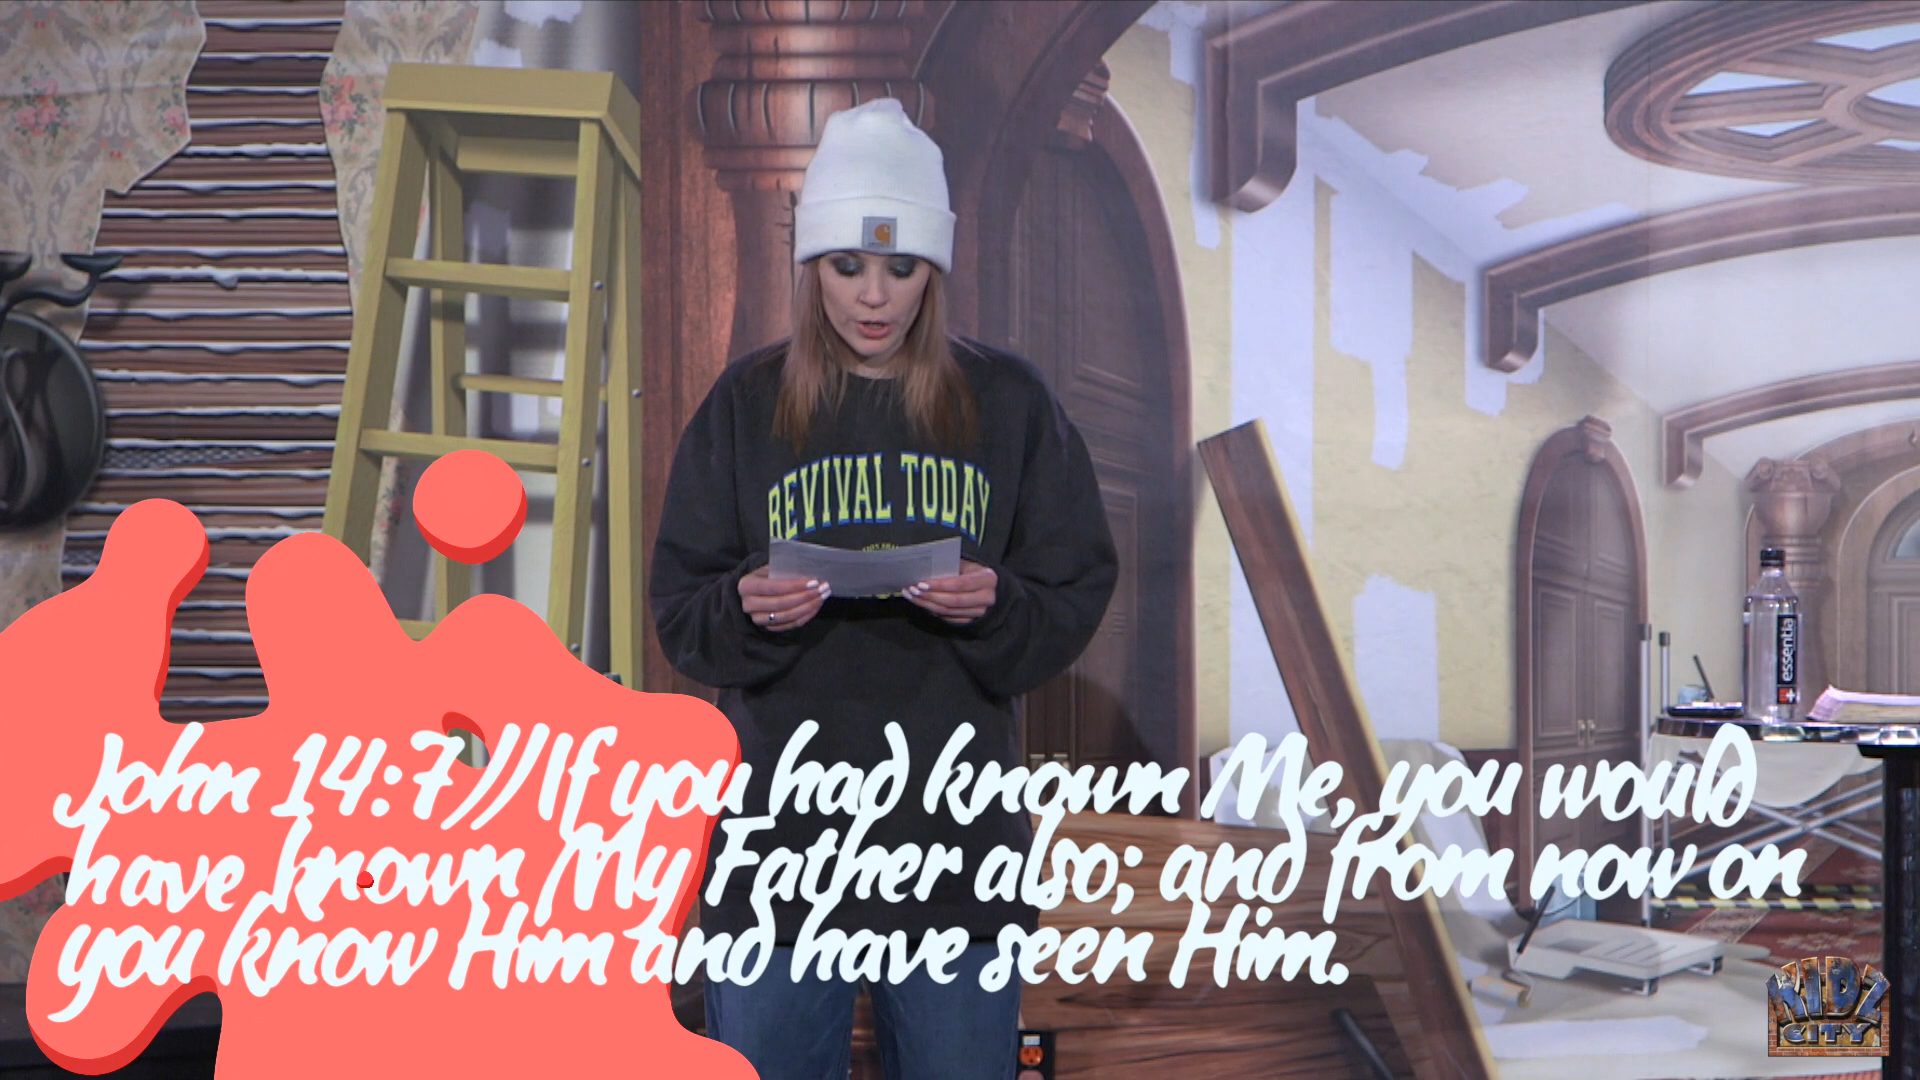 REVIVAL TODAY
essentia
John 14:7//If you had known Me, you would
have known My Father also; and from now on
you know Him and have seen Him.
KIDZ
CITY